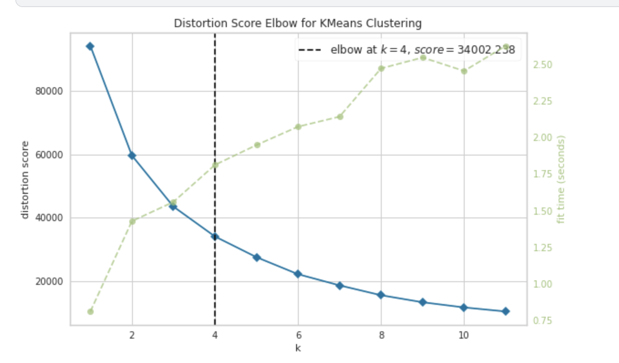 Distortion Score Elbow for KMeans Clustering
elbow at k = 4, score = 34002.238
distortion score
80000
60000
40000
20000
2.50
2.25
2.00
1.75
1.50
1.25
1.00
0.75
fit time (seconds)
2 4 6 8 10
k